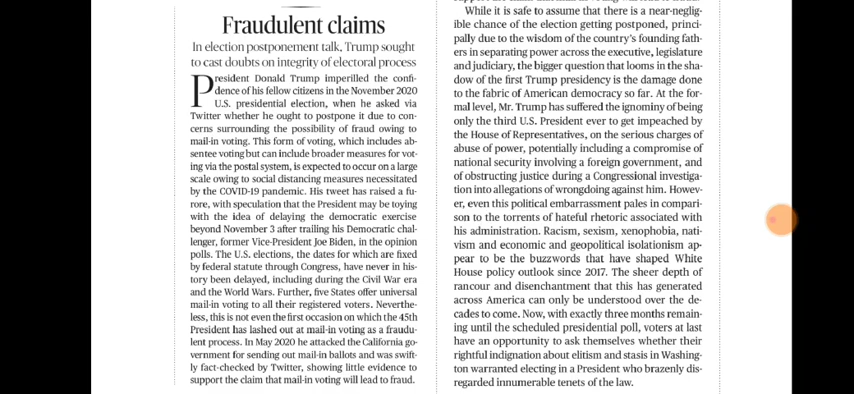 Fraudulent claims
In election postponement talk, Trump sought
to cast doubts on integrity of electoral process
President Donald Trump imperilled the confi-
dence of his fellow citizens in the November 2020
U.S. presidential election, when he asked via
Twitter whether he ought to postpone it due to con-
cerns surrounding the possibility of fraud owing to
mail-in voting. This form of voting, which includes ab-
sentee voting but can include broader measures for vot-
ing via the postal system, is expected to occur on a large
scale owing to social distancing measures necessitated
by the COVID-19 pandemic. His tweet has raised a fu-
rore, with speculation that the President may be toying
with the idea of delaying the democratic exercise
beyond November 3 after trailing his Democratic chal-
lenger, former Vice-President Joe Biden, in the opinion
polls. The U.S. elections, the dates for which are fixed
by federal statute through Congress, have never in his-
tory been delayed, including during the Civil War era
and the World Wars. Further, five States offer universal
mail-in voting to all their registered voters. Neverthe-
less, this is not even the first occasion on which the 45th
President has lashed out at mail-in voting as a fraudu-
lent process. In May 2020 he attacked the California go-
vernment for sending out mail-in ballots and was swift-
ly fact-checked by Twitter, showing little evidence to
support the claim that mail-in voting will lead to fraud.
While it is safe to assume that there is a near-neglig-
ible chance of the election getting postponed, princi-
pally due to the wisdom of the country's founding fath-
ers in separating power across the executive, legislature
and judiciary, the bigger question that looms in the sha-
dow of the first Trump presidency is the damage done
to the fabric of American democracy so far. At the for-
mal level, Mr. Trump has suffered the ignominy of being
only the third U.S. President ever to get impeached by
the House of Representatives, on the serious charges of
abuse of power, potentially including a compromise of
national security involving a foreign government, and
of obstructing justice during a Congressional investiga-
tion into allegations of wrongdoing against him. Howev-
er, even this political embarrassment pales in compari-
son to the torrents of hateful rhetoric associated with
his administration. Racism, sexism, xenophobia, nati-
vism and economic and geopolitical isolationism ap-
pear to be the buzzwords that have shaped White
House policy outlook since 2017. The sheer depth of
rancour and disenchantment that this has generated
across America can only be understood over the de-
cades to come. Now, with exactly three months remain-
ing until the scheduled presidential poll, voters at last
have an opportunity to ask themselves whether their
rightful indignation about elitism and stasis in Washing-
ton warranted electing in a President who brazenly dis-
regarded innumerable tenets of the law.